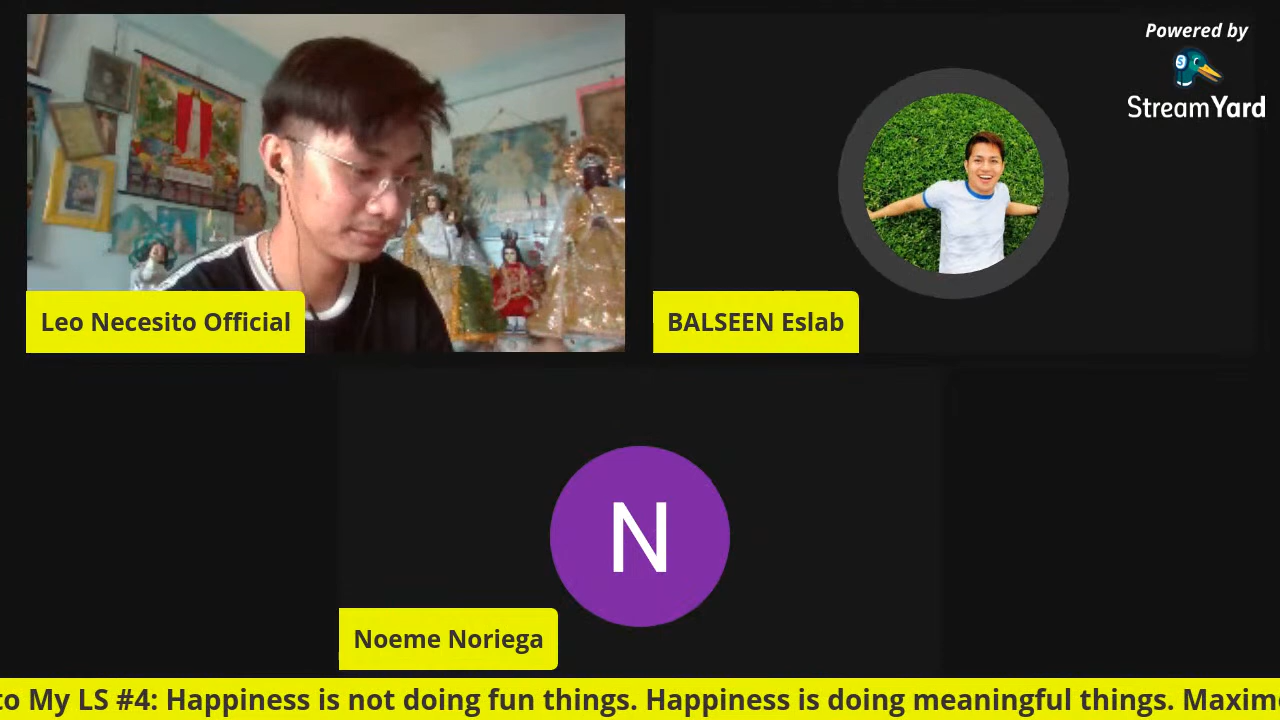 Powered by
StreamYard
Leo Necesito Official
BALSEEN Eslab
N
Noeme Noriega
to My LS #4: Happiness is not doing fun things. Happiness is doing meaningful things. Maxim